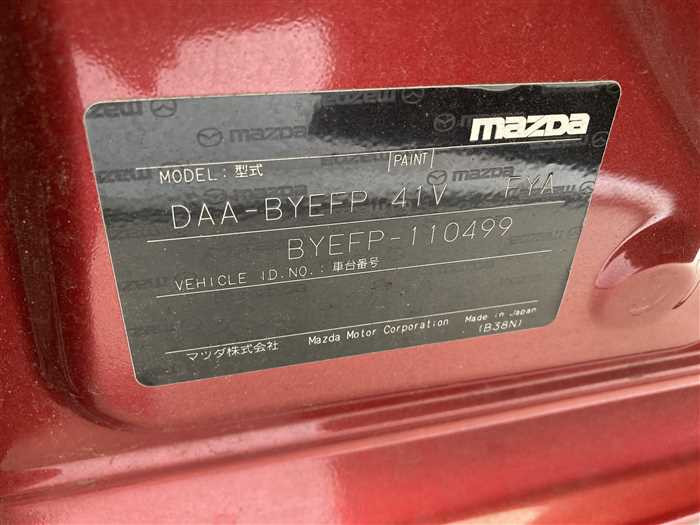 mazda
MODEL: 型式 PAINT
DAA-BYEFP 41V FYA
BYEFP-110499
VEHICLE ID.NO.: 車台番号
マツダ株式会社 Mazda Motor Corporation Made in Japan
(B38N)